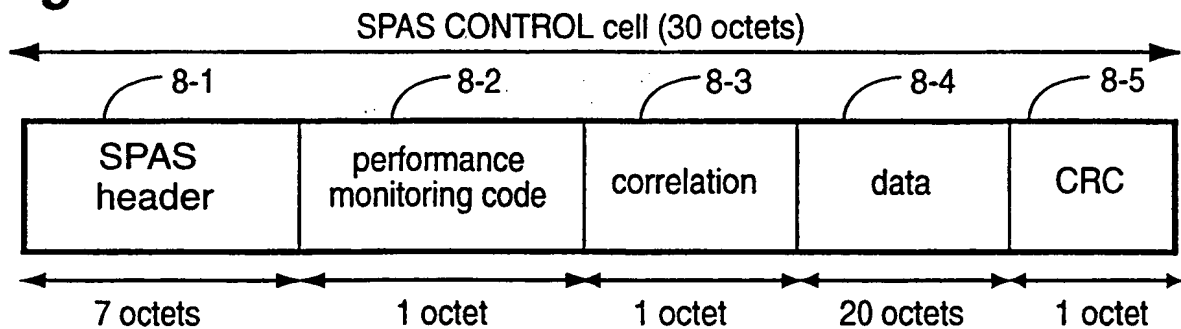 SPAS CONTROL cell (30 octets)
8-1 8-2 8-3 8-4 8-5
SPAS header
performance monitoring code
correlation
data
CRC
7 octets 1 octet 1 octet 20 octets 1 octet